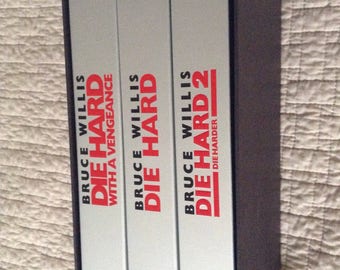 BRUCE WILLIS
DIE HARD
WITH A VENGEANCE
BRUCE WILLIS
DIE HARD
BRUCE WILLIS
DIE HARD 2
DIE HARDER